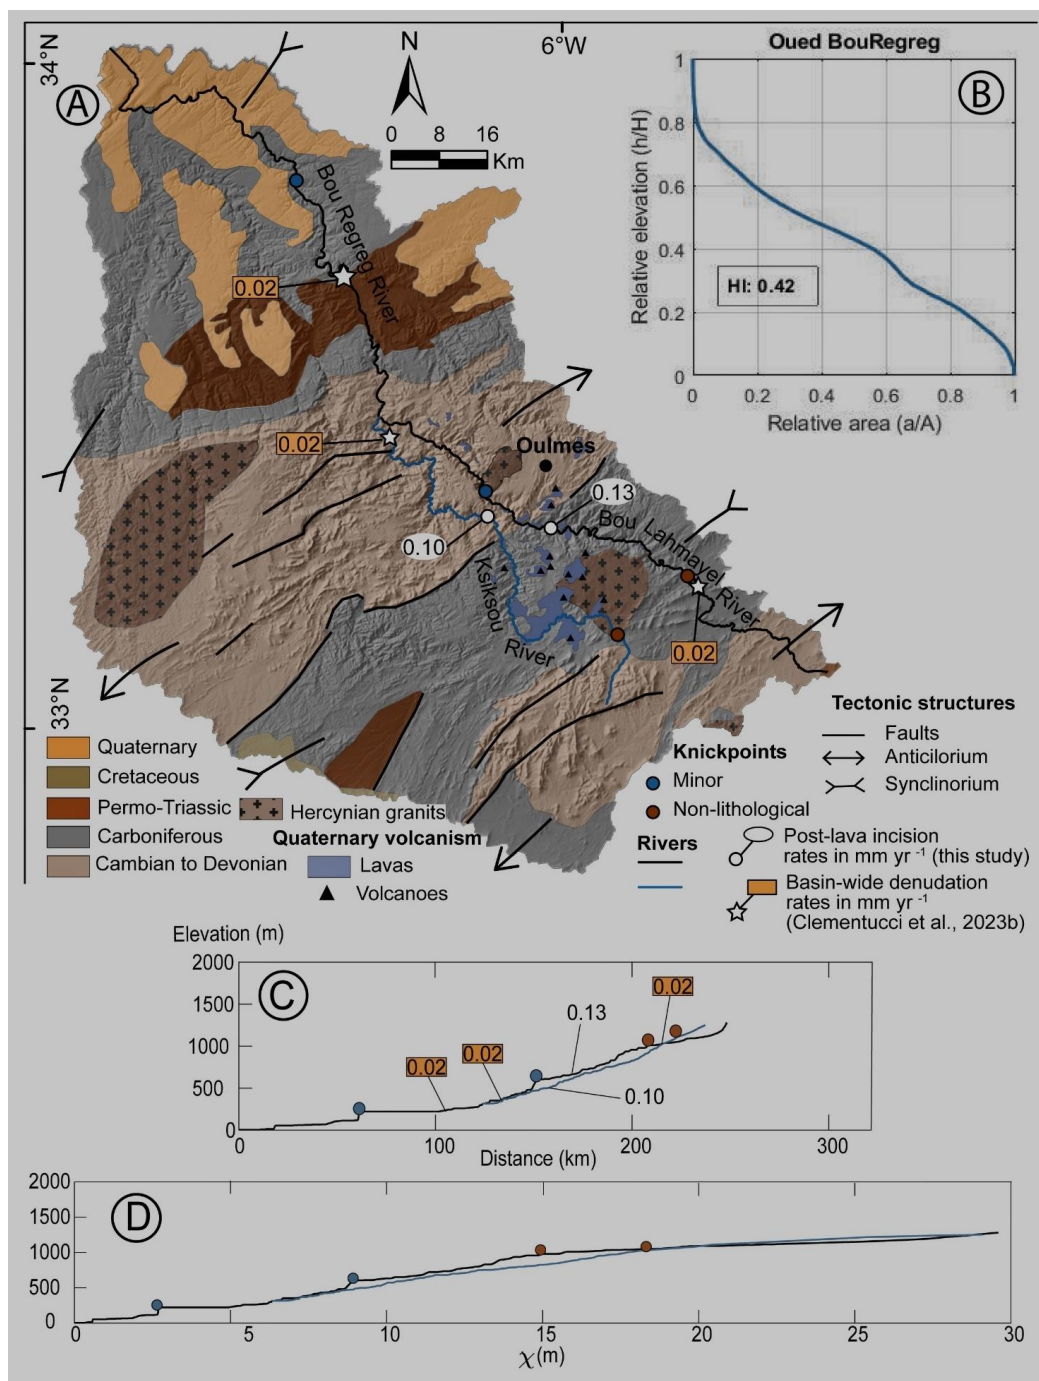 A
34°N
N
6°W
0 8 16
Km
Bou Regreg River
0.02
0.02
Oulmes
0.13
0.10
Bou Lahmayel River
Ksiksou River
0.02
33°N
Oued BouRegreg
B
Relative elevation (h/H)
1
0.8
0.6
0.4
0.2
0
HI: 0.42
0 0.2 0.4 0.6 0.8 1
Relative area (a/A)
Quaternary
Cretaceous
Permo-Triassic
Carboniferous
Cambian to Devonian
Hercynian granits
Quaternary volcanism
Lavas
Volcanoes
Knickpoints
Minor
Non-lithological
Rivers
Tectonic structures
Faults
Anticilorium
Synclinorium
Post-lava incision
rates in mm yr -1 (this study)
Basin-wide denudation
rates in mm yr -1
(Clementucci et al., 2023b)
Elevation (m)
C
2000
1500
1000
500
0
0.02
0.02
0.13
0.02
0.10
0 100 200 300
Distance (km)
D
2000
1500
1000
500
0
0 5 10 15 20 25 30
χ(m)